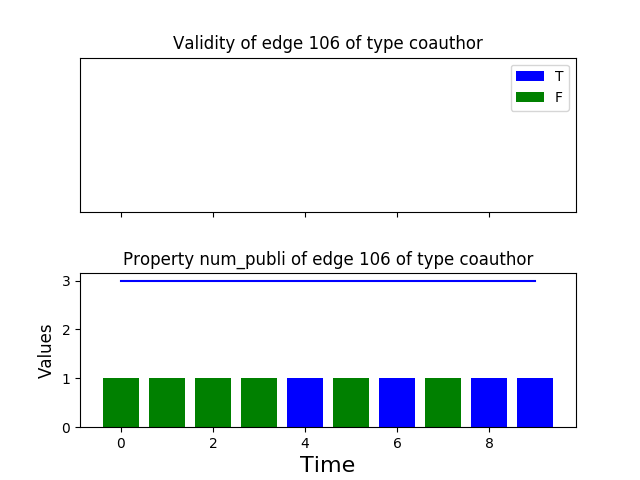 Validity of edge 106 of type coauthor
T
F
Property num_publi of edge 106 of type coauthor
Values
3
2
1
0
0 2 4 6 8
Time